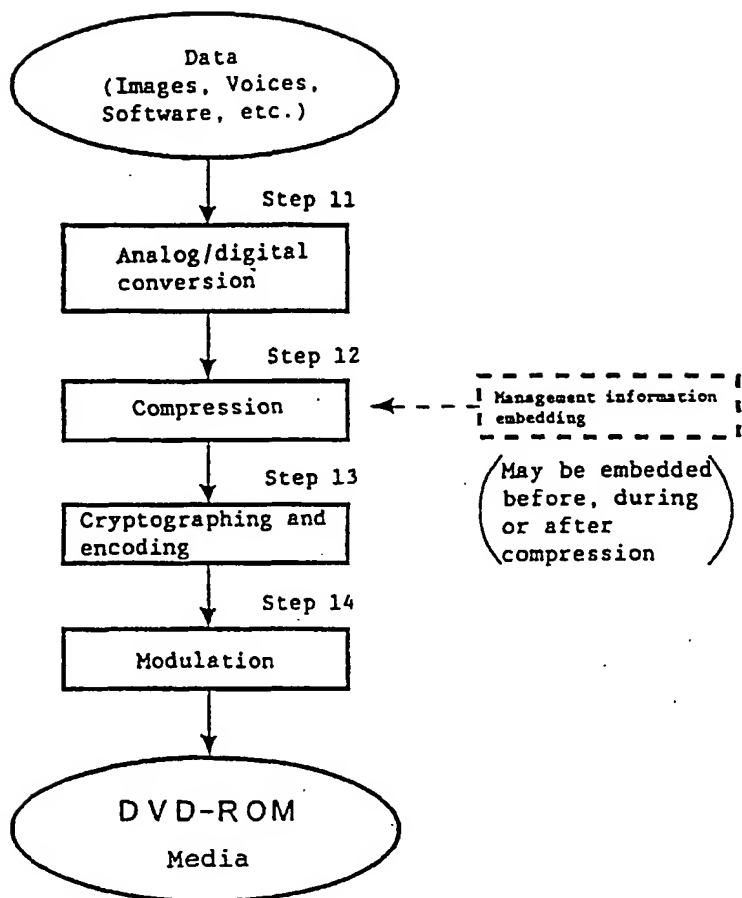 Data
(Images, Voices,
Software, etc.)
Step 11
Analog/digital
conversion
Step 12
Compression
Management information
embedding
(May be embedded
before, during
or after
compression)
Step 13
Cryptographing and
encoding
Step 14
Modulation
DVD-ROM
Media